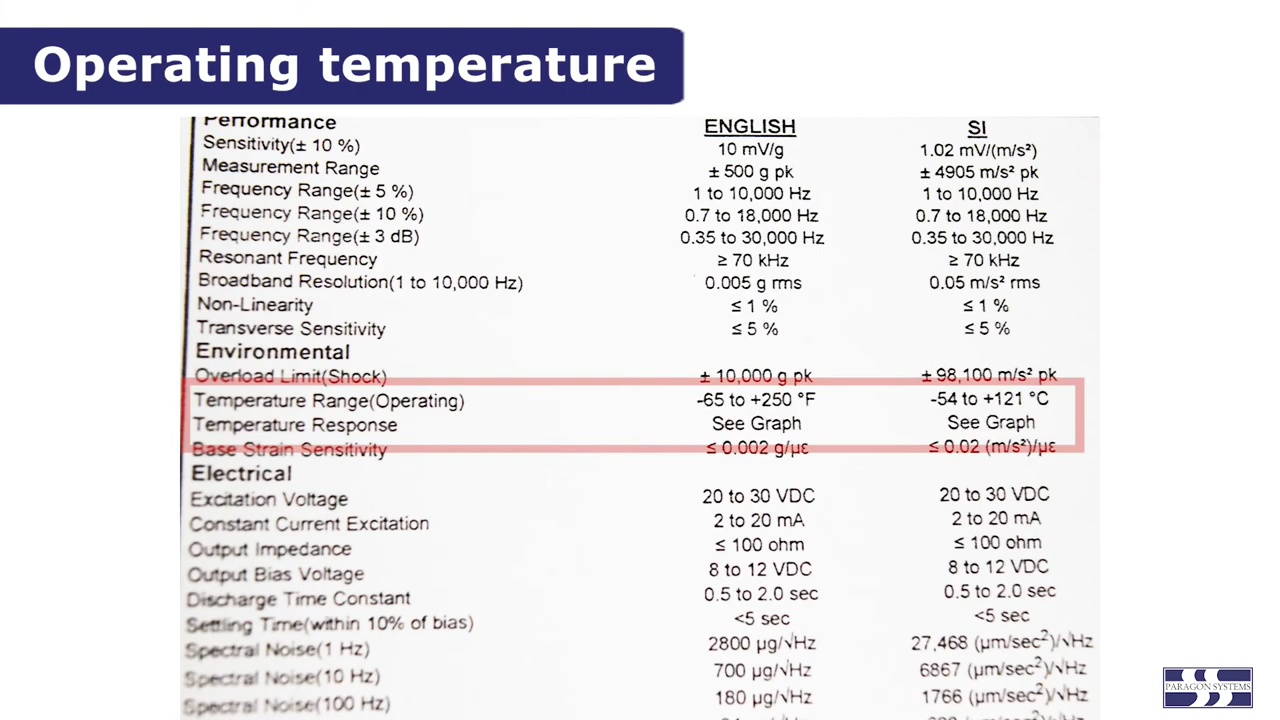 Operating temperature
Performance ENGLISH SI
Sensitivity(± 10 %) 10 mV/g 1.02 mV/(m/s²)
Measurement Range ± 500 g pk ± 4905 m/s² pk
Frequency Range(± 5 %) 1 to 10,000 Hz 1 to 10,000 Hz
Frequency Range(± 10 %) 0.7 to 18,000 Hz 0.7 to 18,000 Hz
Frequency Range(± 3 dB) 0.35 to 30,000 Hz 0.35 to 30,000 Hz
Resonant Frequency ≥ 70 kHz ≥ 70 kHz
Broadband Resolution(1 to 10,000 Hz) 0.005 g rms 0.05 m/s² rms
Non-Linearity ≤ 1 % ≤ 1 %
Transverse Sensitivity ≤ 5 % ≤ 5 %
Environmental
Overload Limit(Shock) ± 10,000 g pk ± 98,100 m/s² pk
Temperature Range(Operating) -65 to +250 °F -54 to +121 °C
Temperature Response See Graph See Graph
Base Strain Sensitivity ≤ 0.002 g/µε ≤ 0.02 (m/s²)/µε
Electrical
Excitation Voltage 20 to 30 VDC 20 to 30 VDC
Constant Current Excitation 2 to 20 mA 2 to 20 mA
Output Impedance ≤ 100 ohm ≤ 100 ohm
Output Bias Voltage 8 to 12 VDC 8 to 12 VDC
Discharge Time Constant 0.5 to 2.0 sec 0.5 to 2.0 sec
Settling Time(within 10% of bias) <5 sec <5 sec
Spectral Noise(1 Hz) 2800 µg/√Hz 27,468 (µm/sec²)/√Hz
Spectral Noise(10 Hz) 700 µg/√Hz 6867 (µm/sec²)/√Hz
Spectral Noise(100 Hz) 180 µg/√Hz 1766 (µm/sec²)/√Hz
PARAGON SYSTEMS